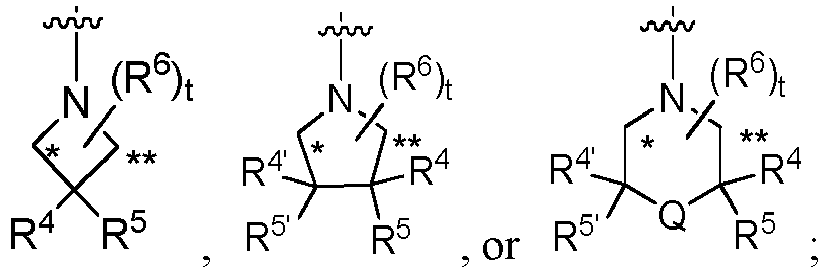 N (R⁶)ₜ * ** R⁴ R⁵ ,
N (R⁶)ₜ * ** R⁴' R⁴ R⁵' R⁵ , or
N (R⁶)ₜ * ** R⁴' R⁴ R⁵' Q R⁵ ;